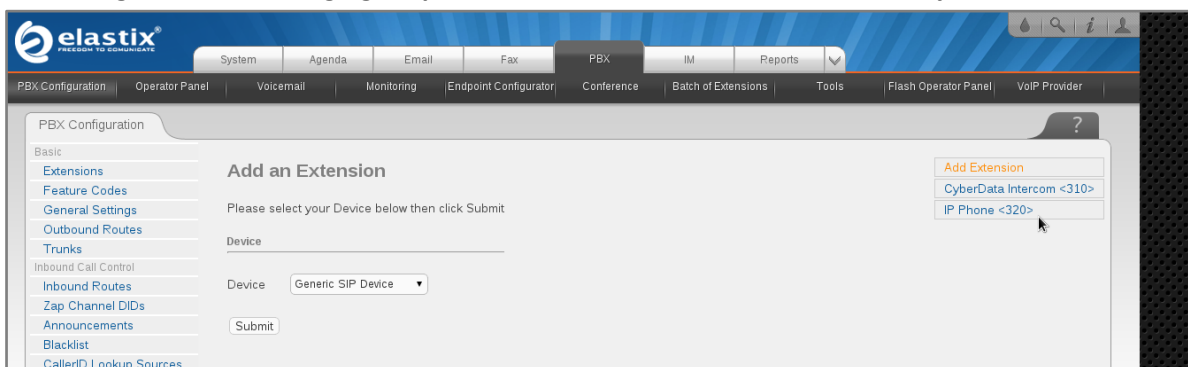 elastix®
FREEDOM TO COMMUNICATE
System Agenda Email Fax PBX IM Reports
PBX Configuration Operator Panel Voicemail Monitoring Endpoint Configurator Conference Batch of Extensions Tools Flash Operator Panel VoIP Provider
PBX Configuration
?
Basic
Extensions
Feature Codes
General Settings
Outbound Routes
Trunks
Inbound Call Control
Inbound Routes
Zap Channel DIDs
Announcements
Blacklist
CallerID Lookup Sources
Add an Extension
Please select your Device below then click Submit
Device
Device Generic SIP Device
Submit
Add Extension
CyberData Intercom <310>
IP Phone <320>